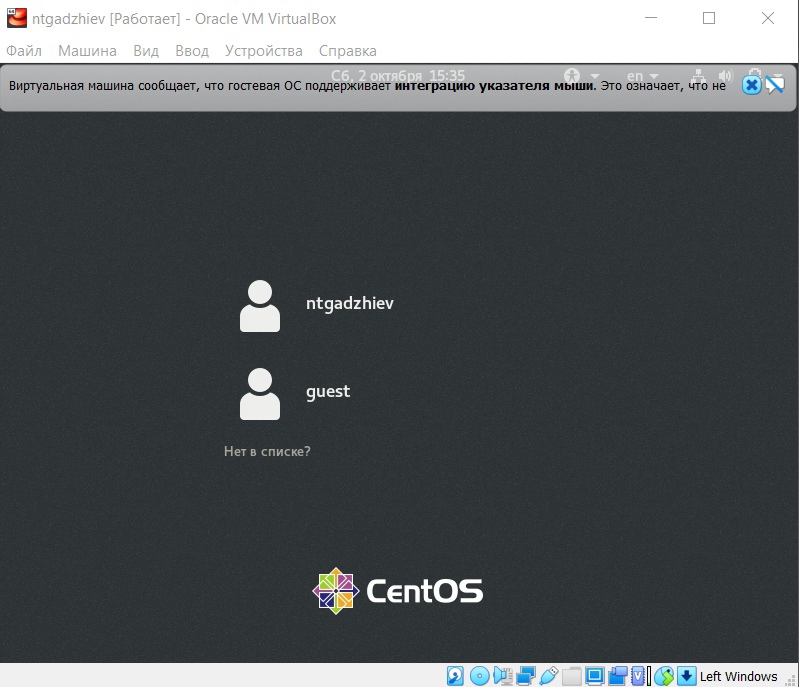 ntgadzhiev [Работает] - Oracle VM VirtualBox
Файл Машина Вид Ввод Устройства Справка
Сб, 2 октября 15:35 en
Виртуальная машина сообщает, что гостевая ОС поддерживает интеграцию указателя мыши. Это означает, что не
ntgadzhiev
guest
Нет в списке?
CentOS
Left Windows